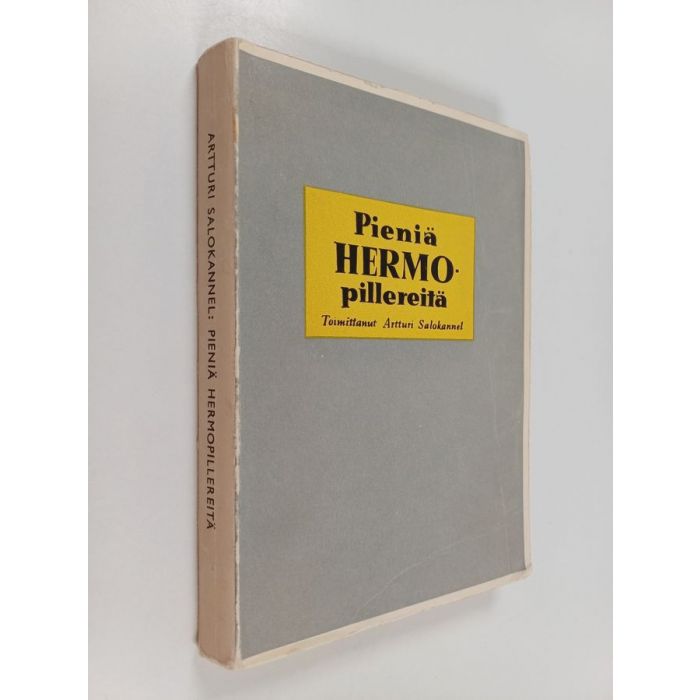 ARTTURI SALOKANNEL: PIENIÄ HERMOPILLEREITÄ
Pieniä
HERMO-
pillereitä
Toimittanut Artturi Salokannel